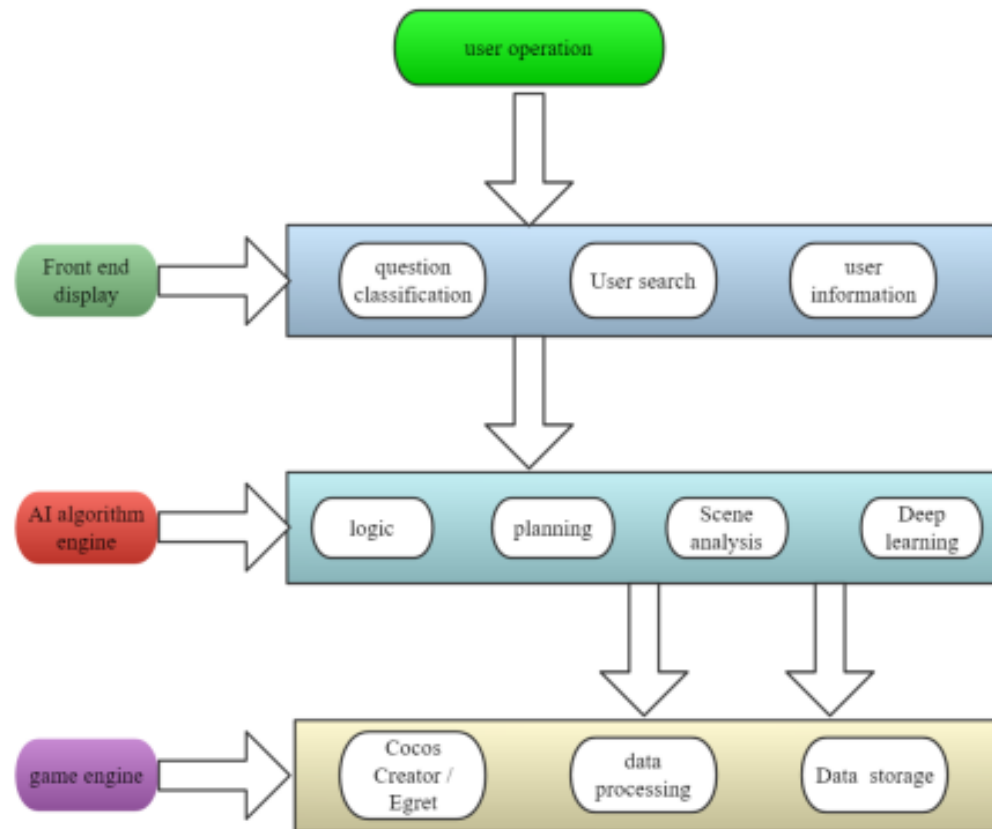 user operation
Front end
display
question
classification
User search
user
information
AI algorithm
engine
logic
planning
Scene
analysis
Deep
learning
game engine
Cocos
Creator /
Egret
data
processing
Data storage